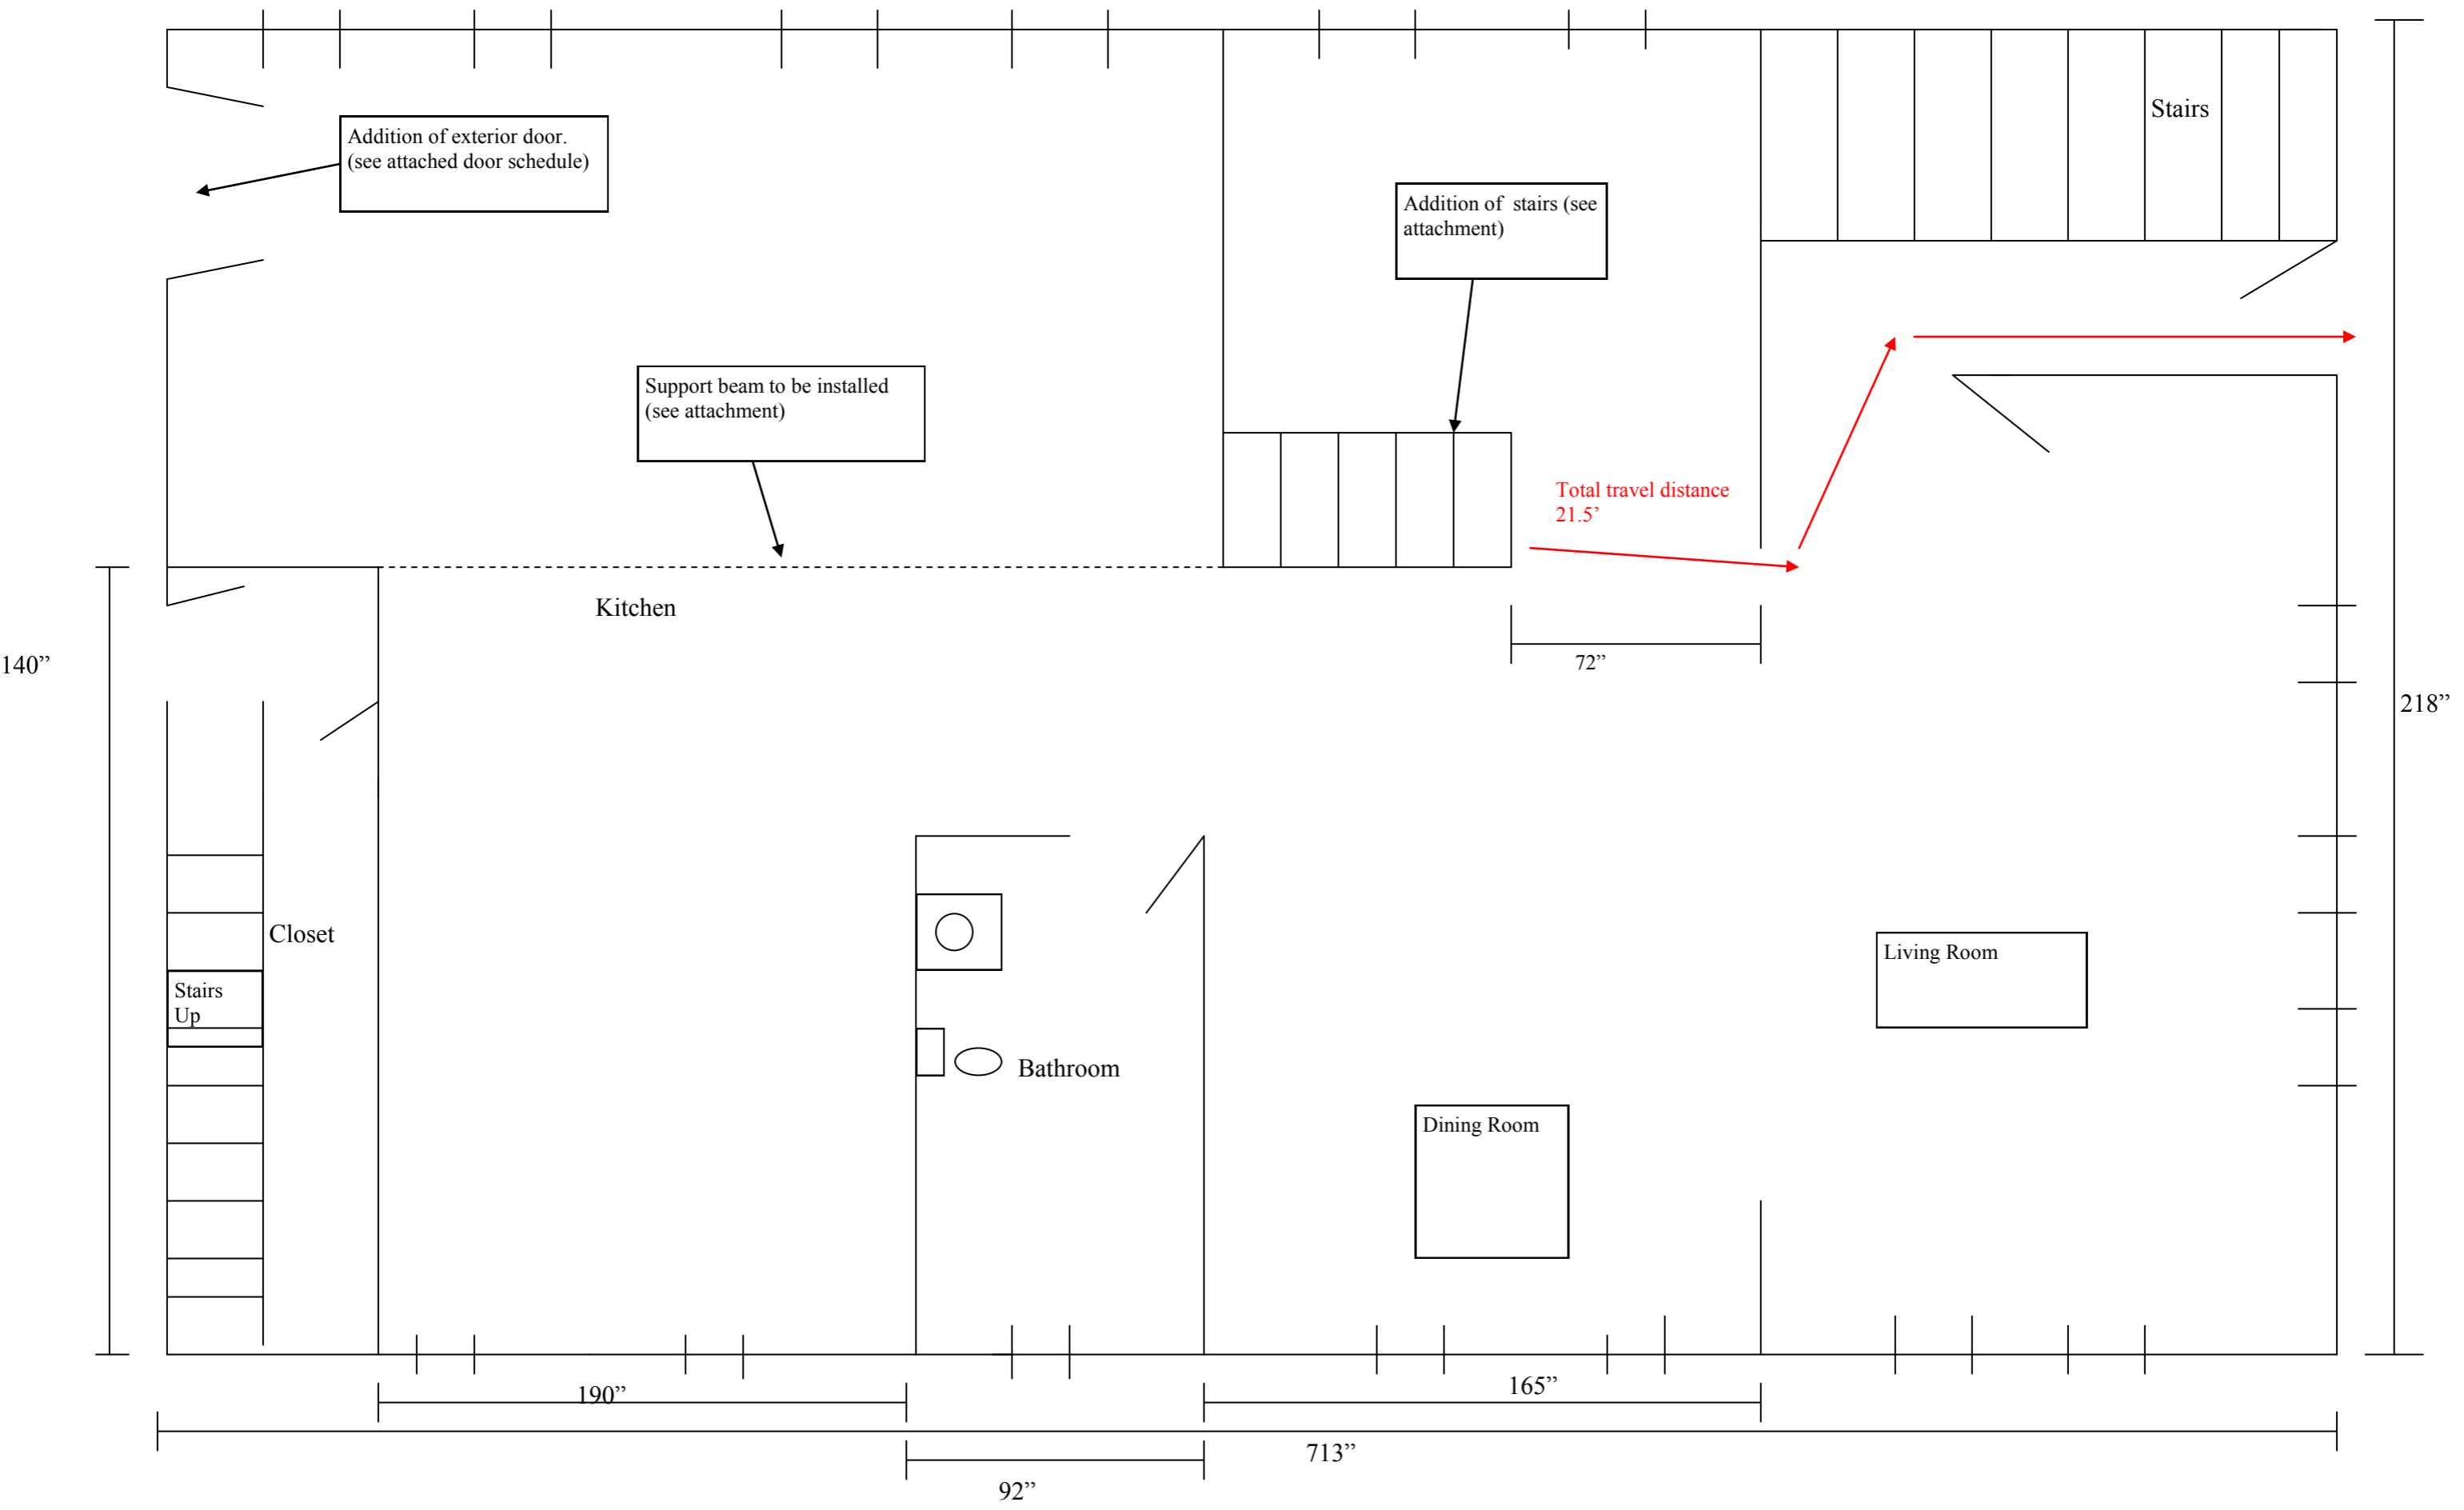 Stairs
Addition of exterior door.
(see attached door schedule)
Addition of  stairs (see
attachment)
Support beam to be installed
(see attachment)
Total travel distance
21.5’
Kitchen
140”
72”
218”
Closet
Living Room
Stairs
Up
Bathroom
Dining Room
190”
165”
713”
92”